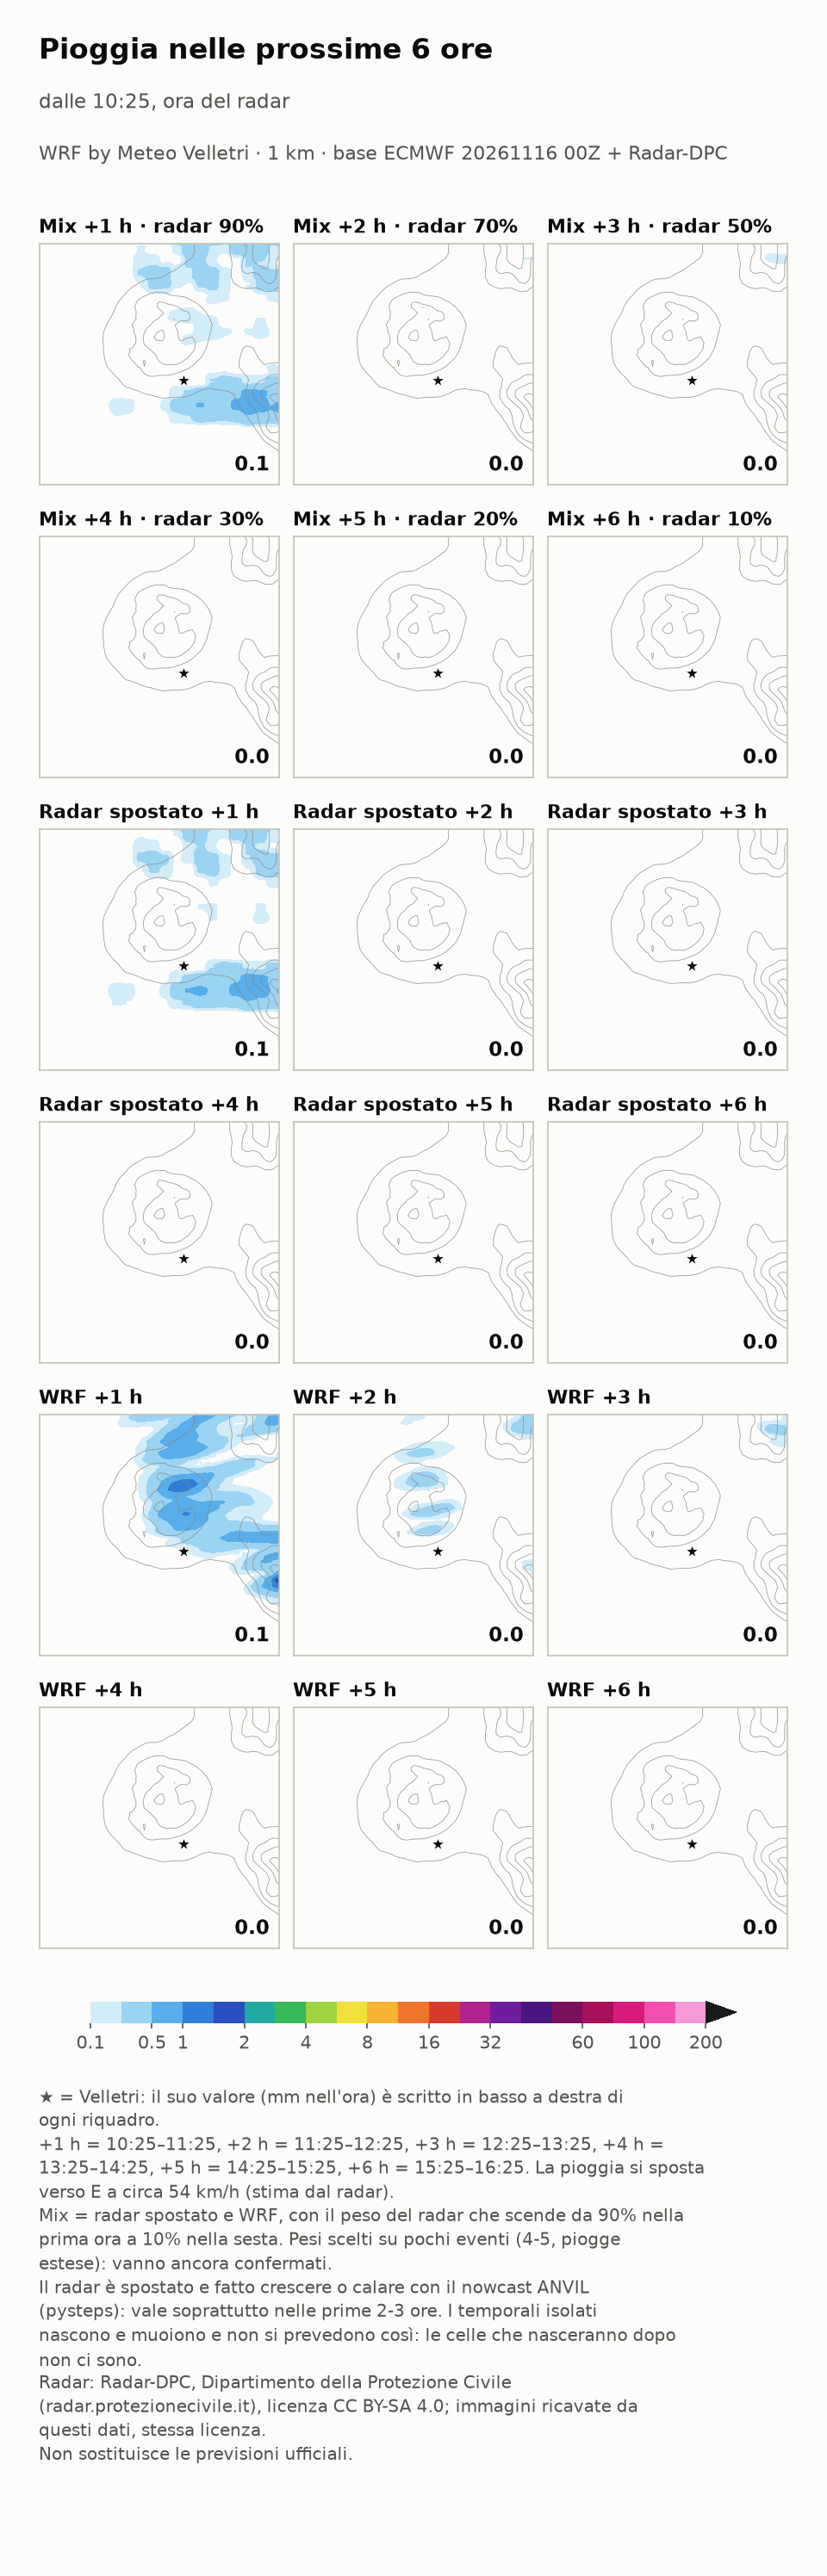 Pioggia nelle prossime 6 ore
dalle 10:25, ora del radar
WRF by Meteo Velletri · 1 km · base ECMWF 20261116 00Z + Radar-DPC
Mix +1 h · radar 90%
Mix +2 h · radar 70%
Mix +3 h · radar 50%
0.1
0.0
0.0
Mix +4 h · radar 30%
Mix +5 h · radar 20%
Mix +6 h · radar 10%
0.0
0.0
0.0
Radar spostato +1 h
Radar spostato +2 h
Radar spostato +3 h
0.1
0.0
0.0
Radar spostato +4 h
Radar spostato +5 h
Radar spostato +6 h
0.0
0.0
0.0
WRF +1 h
WRF +2 h
WRF +3 h
0.1
0.0
0.0
WRF +4 h
WRF +5 h
WRF +6 h
0.0
0.0
0.0
0.1 0.5 1 2 4 8 16 32 60 100 200
★ = Velletri: il suo valore (mm nell'ora) è scritto in basso a destra di
ogni riquadro.
+1 h = 10:25–11:25, +2 h = 11:25–12:25, +3 h = 12:25–13:25, +4 h =
13:25–14:25, +5 h = 14:25–15:25, +6 h = 15:25–16:25. La pioggia si sposta
verso E a circa 54 km/h (stima dal radar).
Mix = radar spostato e WRF, con il peso del radar che scende da 90% nella
prima ora a 10% nella sesta. Pesi scelti su pochi eventi (4-5, piogge
estese): vanno ancora confermati.
Il radar è spostato e fatto crescere o calare con il nowcast ANVIL
(pysteps): vale soprattutto nelle prime 2-3 ore. I temporali isolati
nascono e muoiono e non si prevedono così: le celle che nasceranno dopo
non ci sono.
Radar: Radar-DPC, Dipartimento della Protezione Civile
(radar.protezionecivile.it), licenza CC BY-SA 4.0; immagini ricavate da
questi dati, stessa licenza.
Non sostituisce le previsioni ufficiali.